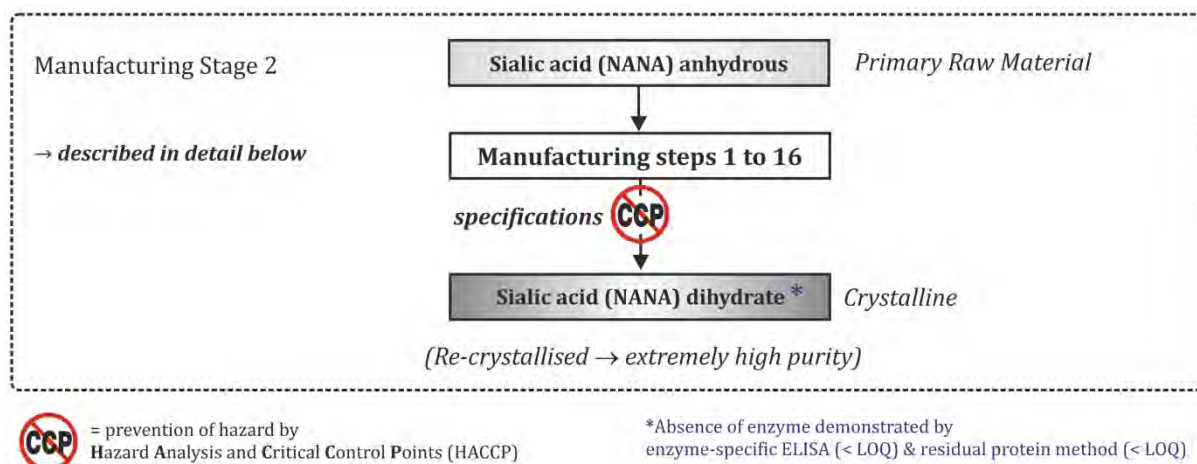 Manufacturing Stage 2
Sialic acid (NANA) anhydrous
Primary Raw Material
→ described in detail below
Manufacturing steps 1 to 16
specifications CCP
Sialic acid (NANA) dihydrate *
Crystalline
(Re-crystallised → extremely high purity)
CCP = prevention of hazard by
Hazard Analysis and Critical Control Points (HACCP)
*Absence of enzyme demonstrated by
enzyme-specific ELISA (< LOQ) & residual protein method (< LOQ)